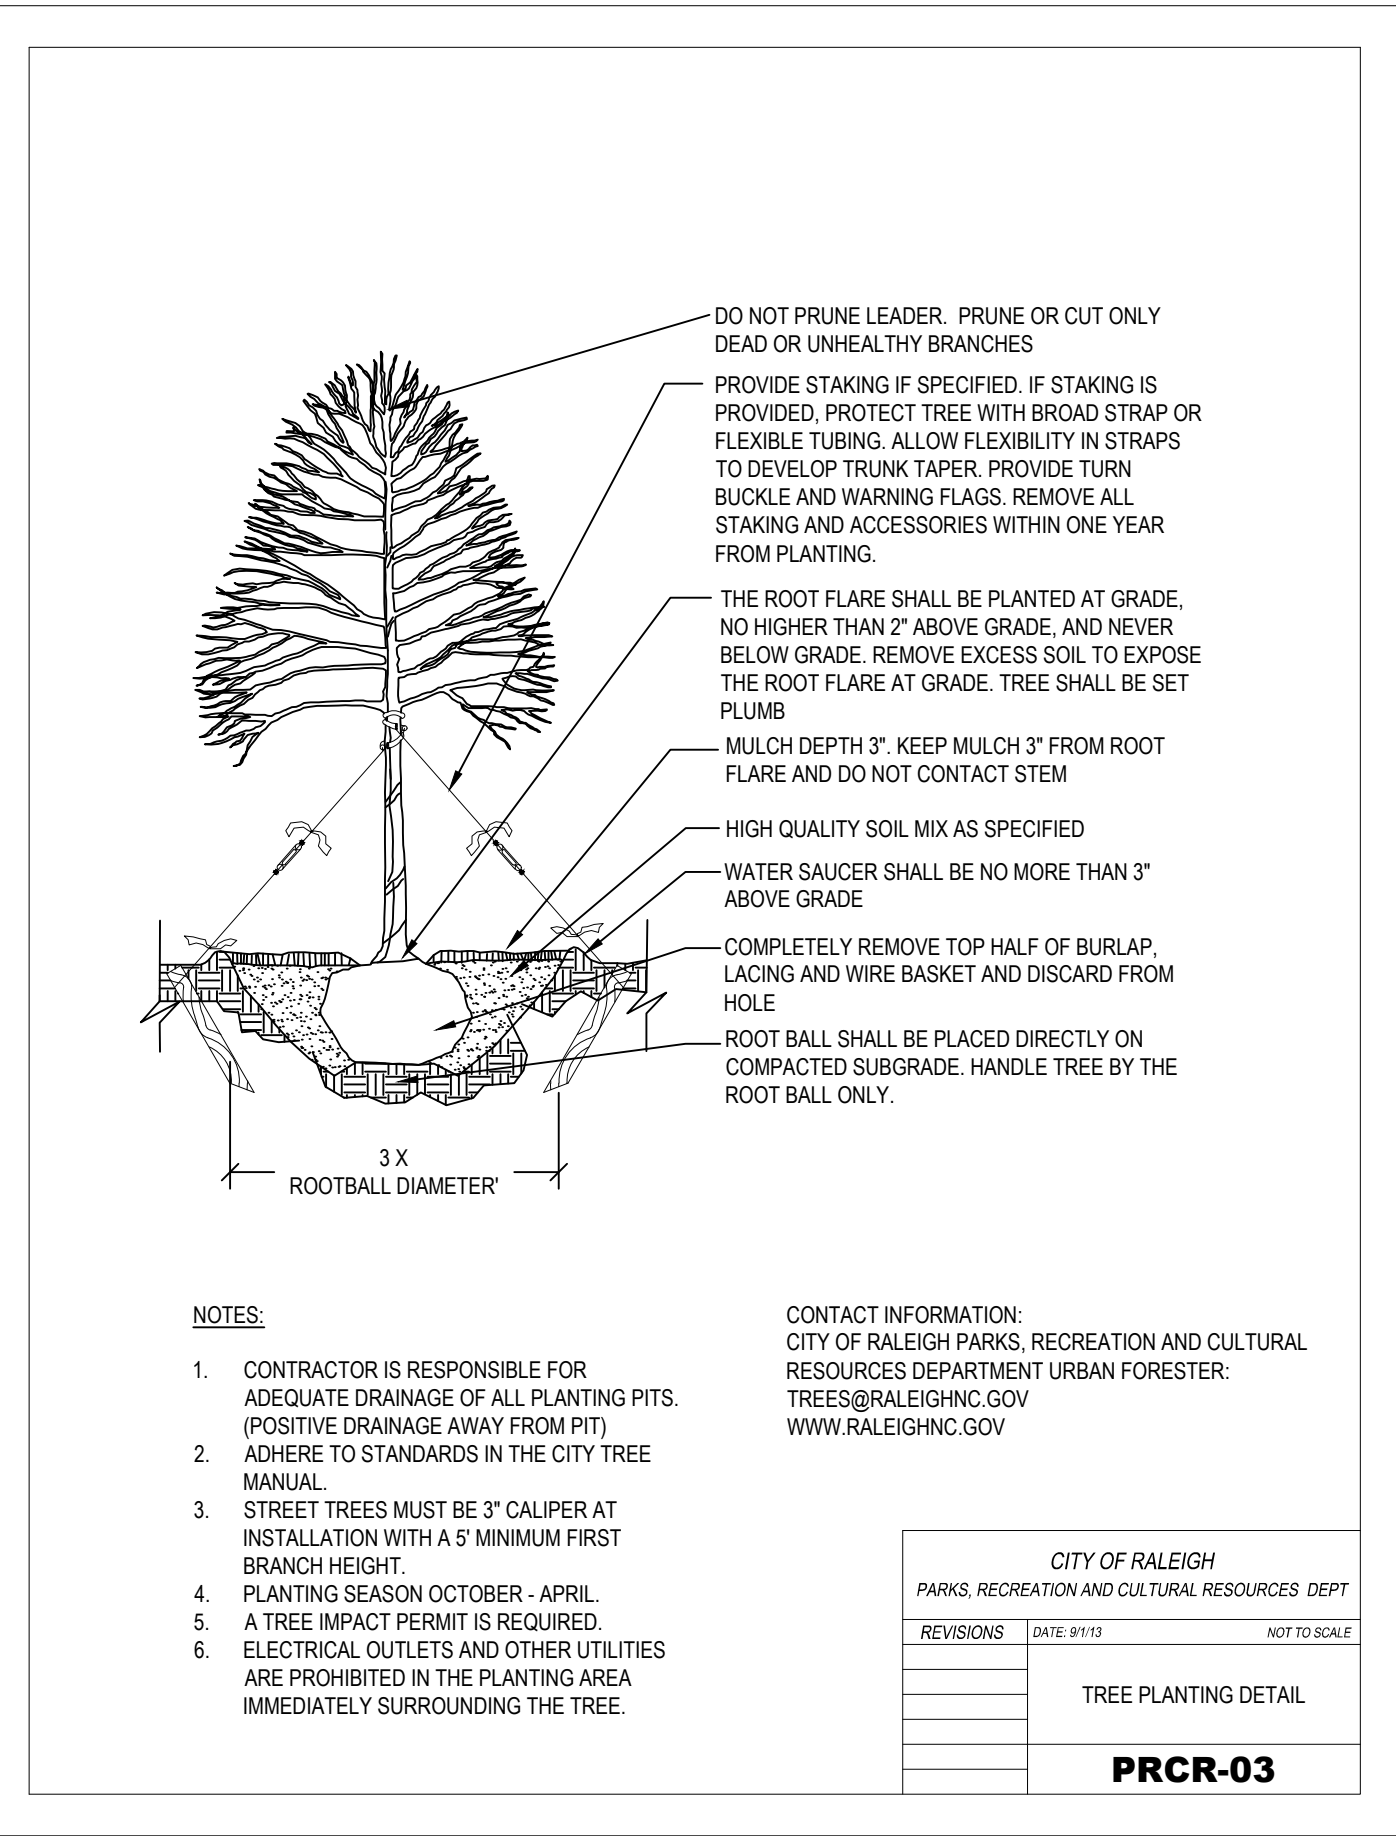 DO NOT PRUNE LEADER.  PRUNE OR CUT ONLY
DEAD OR UNHEALTHY BRANCHES
PROVIDE STAKING IF SPECIFIED. IF STAKING IS
PROVIDED, PROTECT TREE WITH BROAD STRAP OR
FLEXIBLE TUBING. ALLOW FLEXIBILITY IN STRAPS
TO DEVELOP TRUNK TAPER. PROVIDE TURN
BUCKLE AND WARNING FLAGS. REMOVE ALL
STAKING AND ACCESSORIES WITHIN ONE YEAR
FROM PLANTING.
THE ROOT FLARE SHALL BE PLANTED AT GRADE,
NO HIGHER THAN 2" ABOVE GRADE, AND NEVER
BELOW GRADE. REMOVE EXCESS SOIL TO EXPOSE
THE ROOT FLARE AT GRADE. TREE SHALL BE SET
PLUMB
MULCH DEPTH 3". KEEP MULCH 3" FROM ROOT
FLARE AND DO NOT CONTACT STEM
HIGH QUALITY SOIL MIX AS SPECIFIED
WATER SAUCER SHALL BE NO MORE THAN 3"
ABOVE GRADE
COMPLETELY REMOVE TOP HALF OF BURLAP,
LACING AND WIRE BASKET AND DISCARD FROM
HOLE
ROOT BALL SHALL BE PLACED DIRECTLY ON
COMPACTED SUBGRADE. HANDLE TREE BY THE
ROOT BALL ONLY.
3 X
ROOTBALL DIAMETER'
NOTES:
1. CONTRACTOR IS RESPONSIBLE FOR
ADEQUATE DRAINAGE OF ALL PLANTING PITS.
(POSITIVE DRAINAGE AWAY FROM PIT)
2. ADHERE TO STANDARDS IN THE CITY TREE
MANUAL.
3. STREET TREES MUST BE 3" CALIPER AT
INSTALLATION WITH A 5' MINIMUM FIRST
BRANCH HEIGHT.
4. PLANTING SEASON OCTOBER - APRIL.
5. A TREE IMPACT PERMIT IS REQUIRED.
6. ELECTRICAL OUTLETS AND OTHER UTILITIES
ARE PROHIBITED IN THE PLANTING AREA
IMMEDIATELY SURROUNDING THE TREE.
CONTACT INFORMATION:
CITY OF RALEIGH PARKS, RECREATION AND CULTURAL
RESOURCES DEPARTMENT URBAN FORESTER:
TREES@RALEIGHNC.GOV
WWW.RALEIGHNC.GOV
CITY OF RALEIGH
PARKS, RECREATION AND CULTURAL RESOURCES  DEPT
REVISIONS
DATE: 9/1/13
NOT TO SCALE
TREE PLANTING DETAIL
PRCR-03